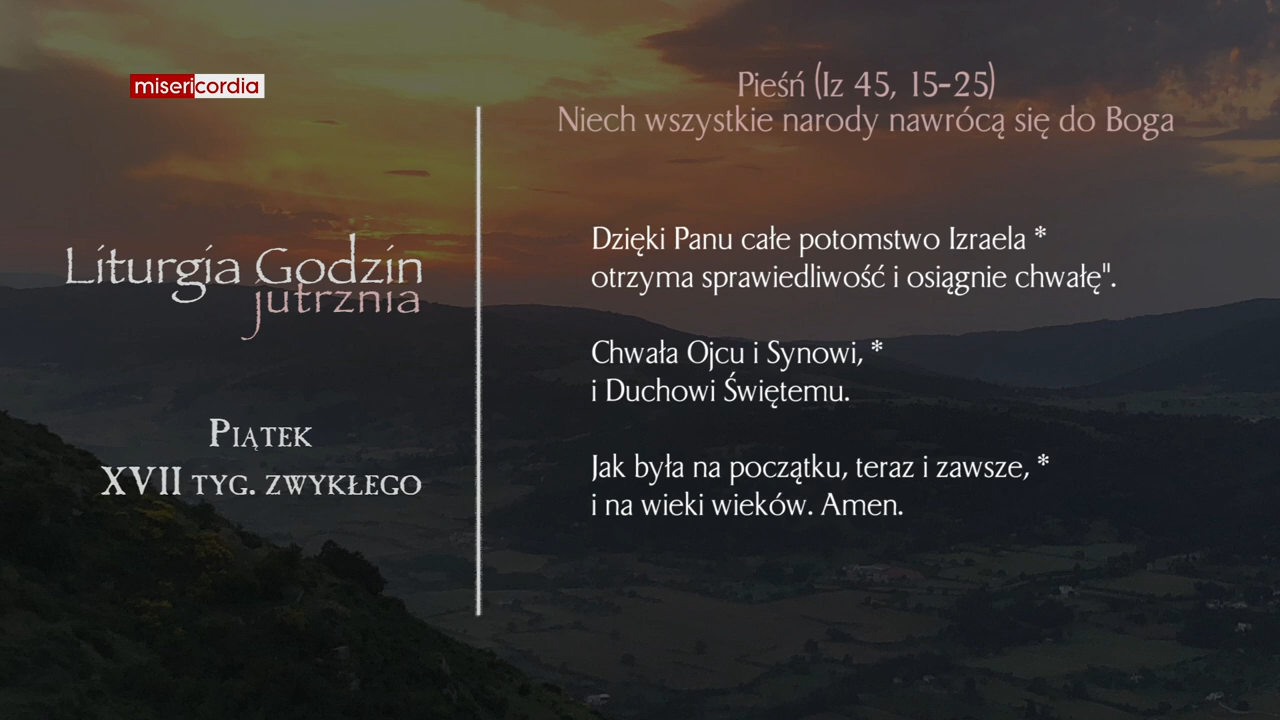 misericordia
Liturgia Godzin
jutrznia
Piątek
XVII tyg. zwykłego
Pieśń (Iz 45, 15-25)
Niech wszystkie narody nawrócą się do Boga
Dzięki Panu całe potomstwo Izraela *
otrzyma sprawiedliwość i osiągnie chwałę".
Chwała Ojcu i Synowi, *
i Duchowi Świętemu.
Jak była na początku, teraz i zawsze, *
i na wieki wieków. Amen.